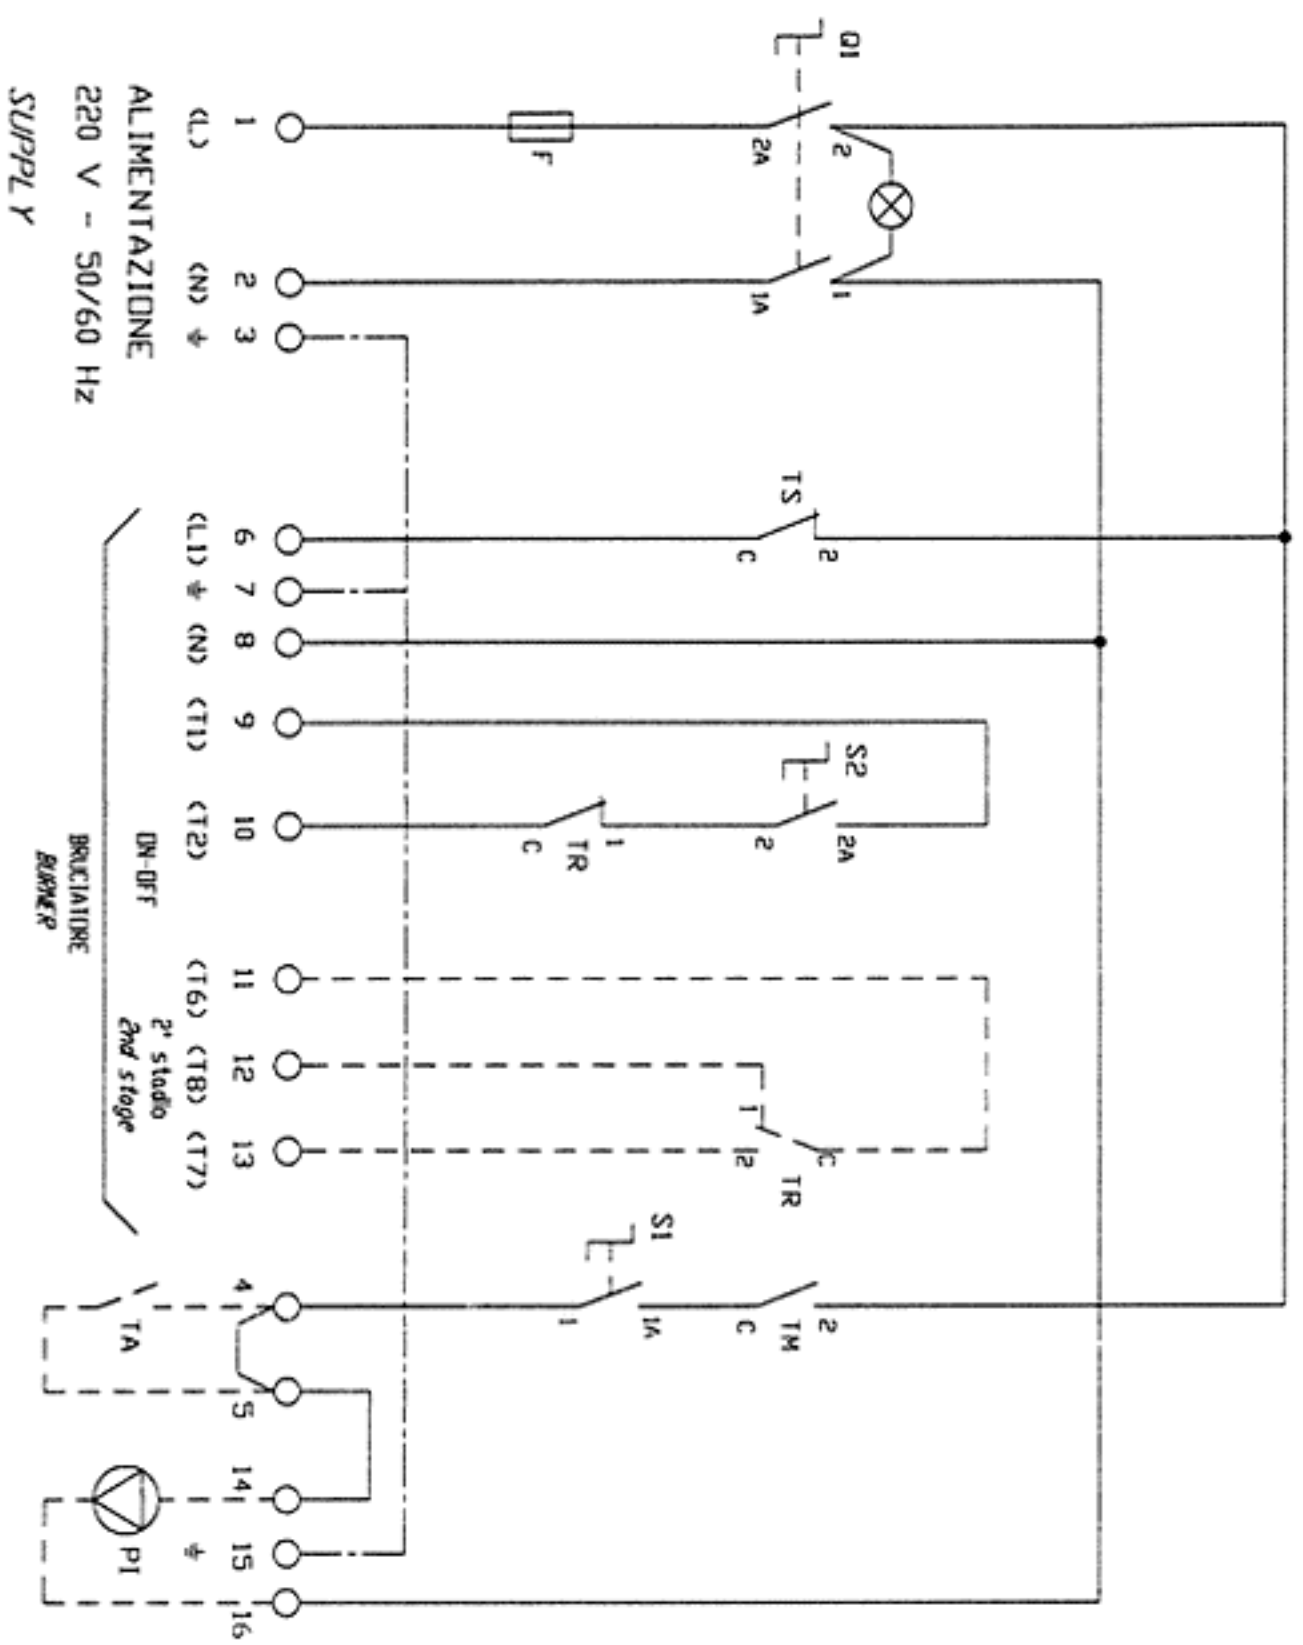 Q1
2A
2
F
1
(L)
ALIMENTAZIONE
220 V - 50/60 Hz
SUPPLY
1A
1
2
(N)
3
TS
C
2
6
(L1)
7
8
(N)
9
(T1)
S2
2
2A
C
TR
1
10
(T2)
ON-OFF
BRUCIATORE
BURNER
11
(T6)
12
(T8)
2° stadio
2nd stage
1
2
C
TR
13
(T7)
S1
1
1A
C
TM
2
4
TA
5
14
PI
15
16